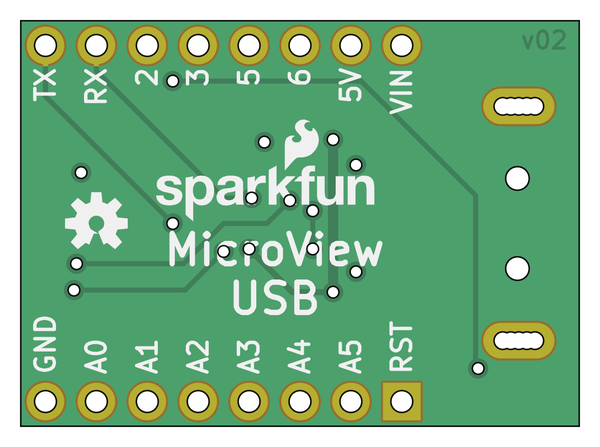 v02
TX RX 2 3 5 6 5V VIN
sparkfun
MicroView
USB
GND A0 A1 A2 A3 A4 A5 RST